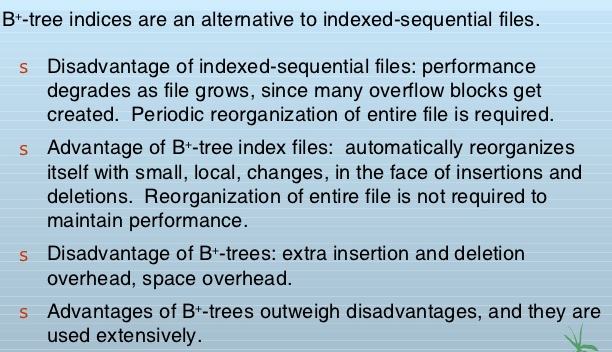 B+-tree indices are an alternative to indexed-sequential files.
s Disadvantage of indexed-sequential files: performance
degrades as file grows, since many overflow blocks get
created. Periodic reorganization of entire file is required.
s Advantage of B+-tree index files: automatically reorganizes
itself with small, local, changes, in the face of insertions and
deletions. Reorganization of entire file is not required to
maintain performance.
s Disadvantage of B+-trees: extra insertion and deletion
overhead, space overhead.
s Advantages of B+-trees outweigh disadvantages, and they are
used extensively.